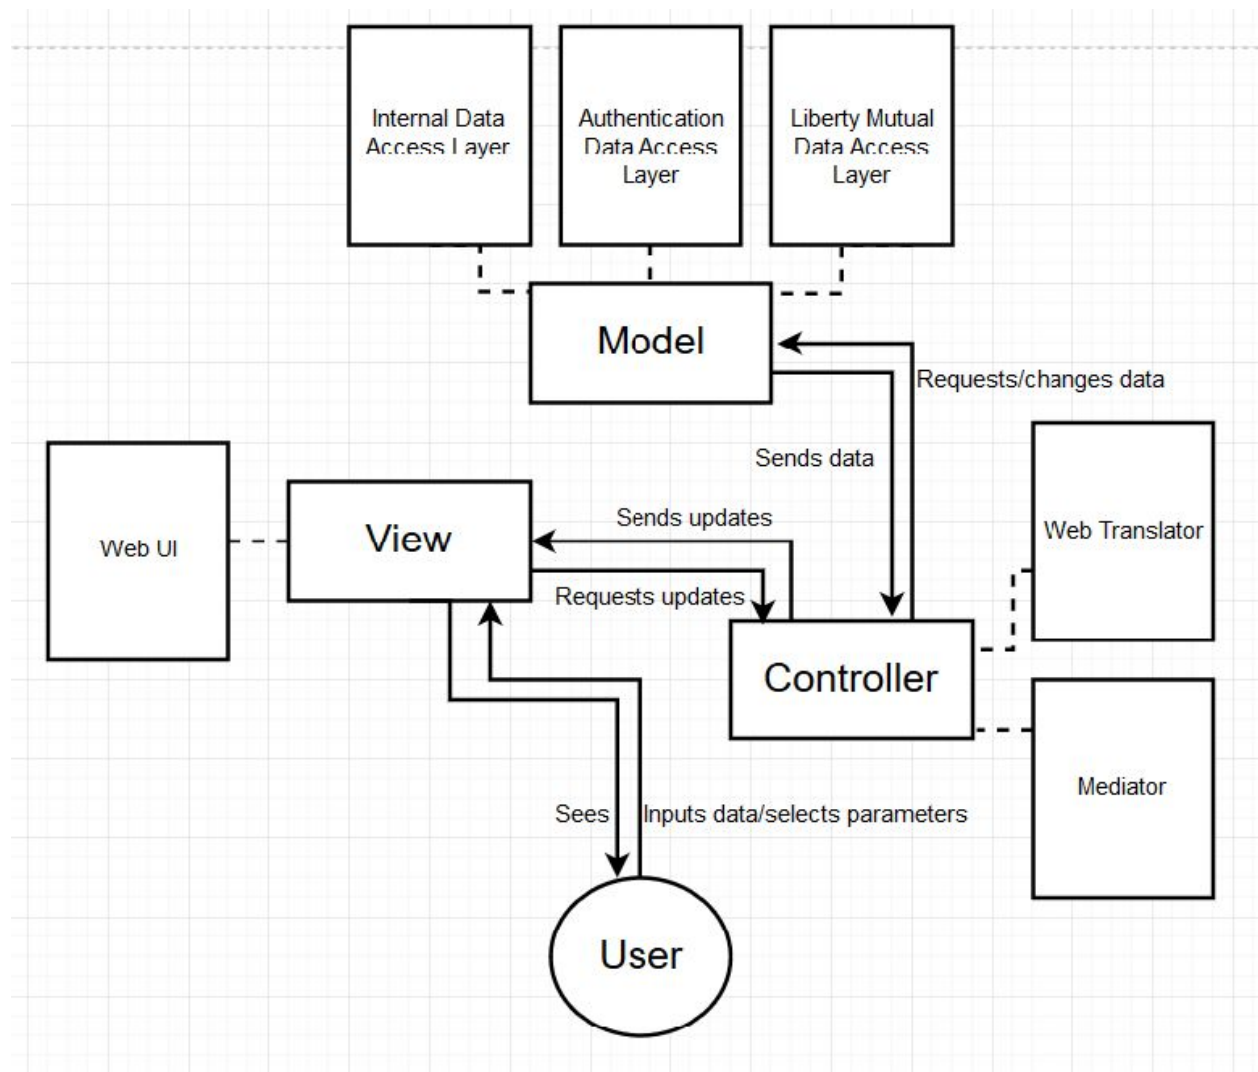 Internal Data
Access Layer
Authentication
Data Access
Layer
Liberty Mutual
Data Access
Layer
Model
Requests/changes data
Sends data
Web UI
View
Sends updates
Requests updates
Web Translator
Controller
Mediator
Sees
Inputs data/selects parameters
User